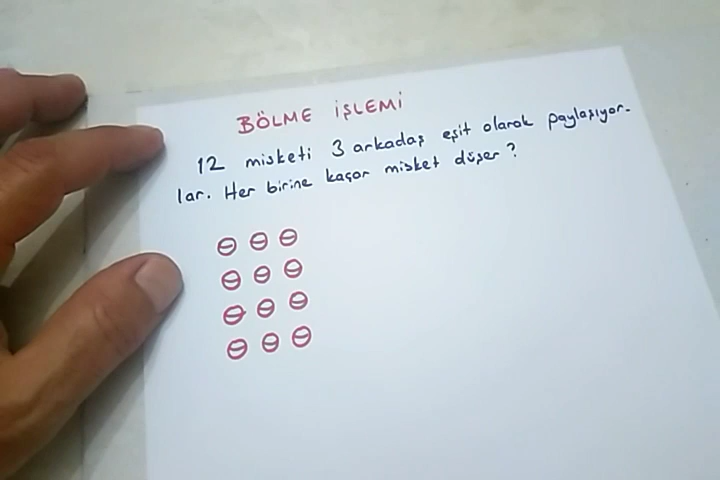 BÖLME İŞLEMİ
12 misketi 3 arkadaş eşit olarak paylaşıyor-
lar. Her birine kaçar misket düşer?